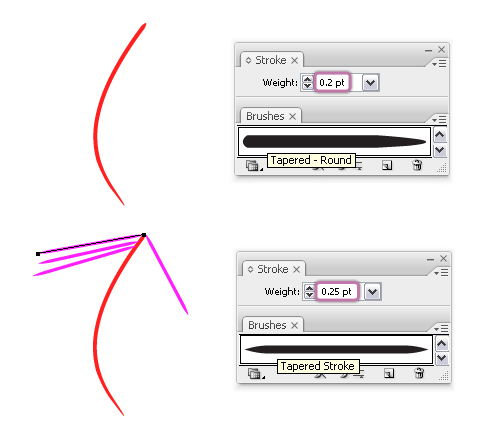 Stroke
Weight: 0.2 pt
Brushes
Tapered - Round
Stroke
Weight: 0.25 pt
Brushes
Tapered Stroke